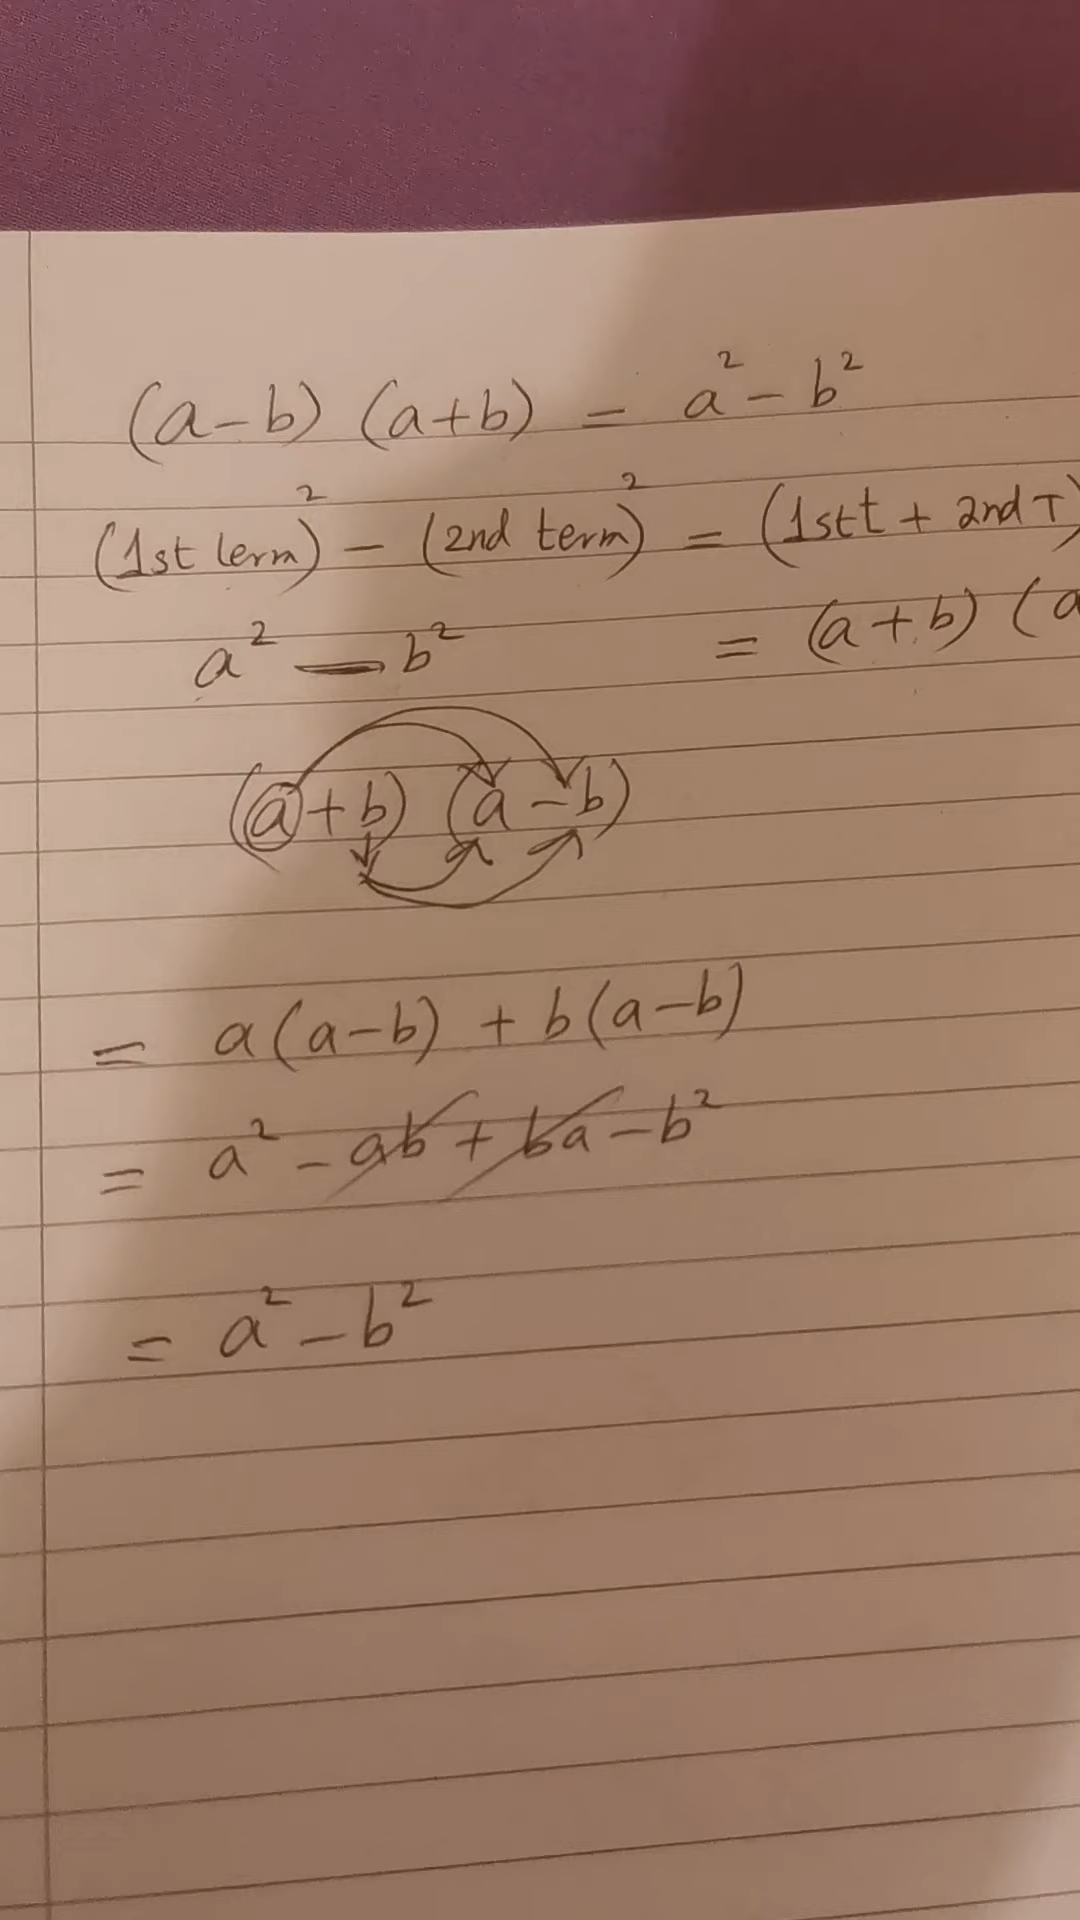 (a-b) (a+b) = a² - b²
(1st term)² - (2nd term)² = (1st t + 2nd T)
a² - b² = (a+b) (a
(a+b) (a-b)
= a(a-b) + b(a-b)
= a² - ab + ba - b²
= a² - b²